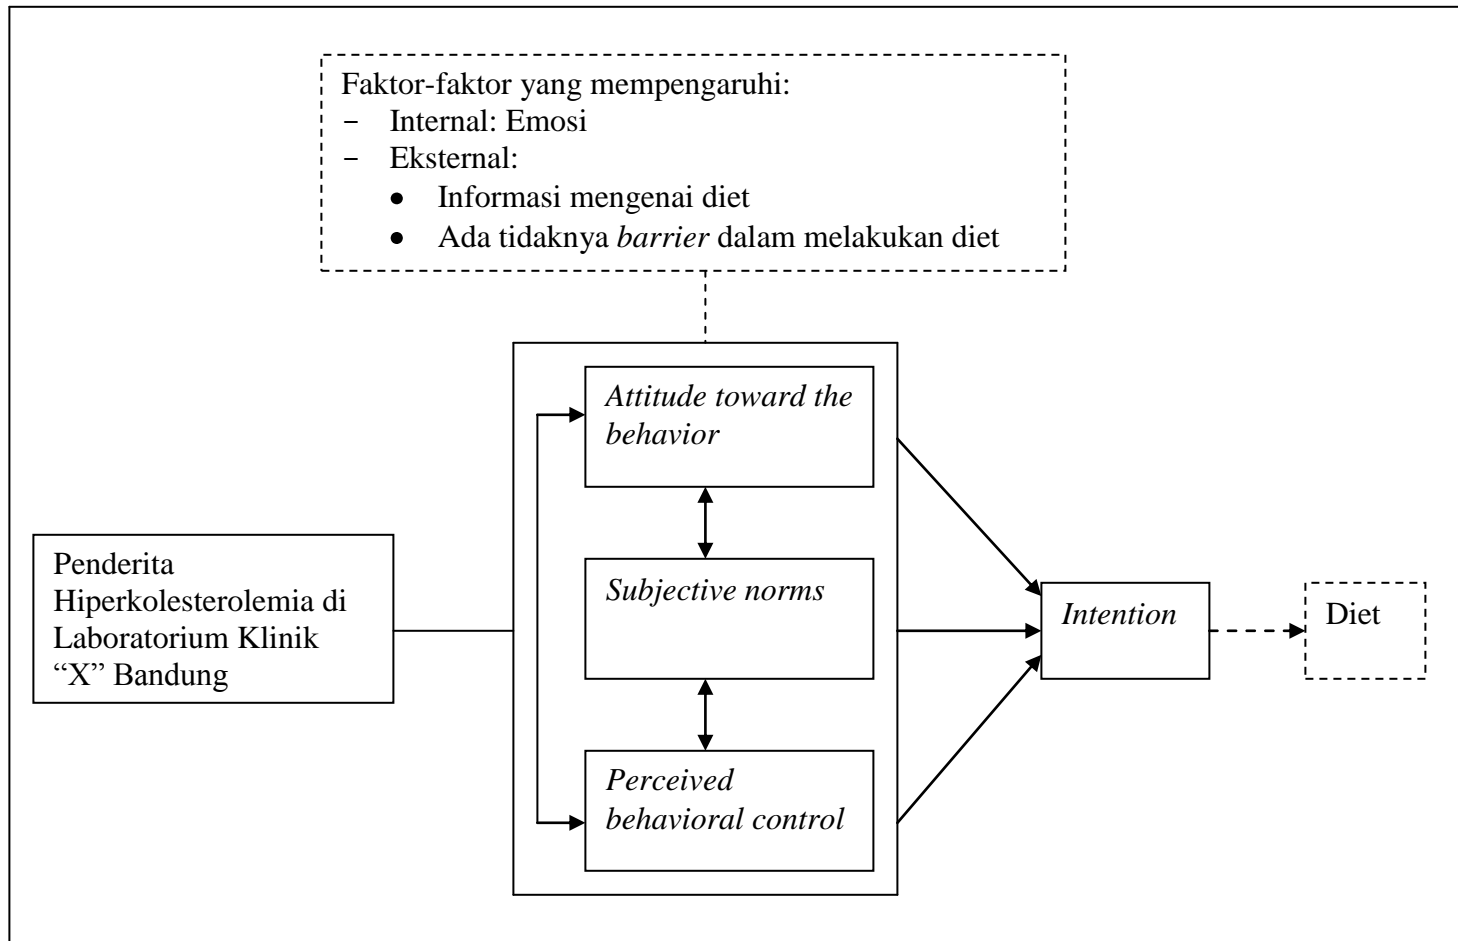 Faktor-faktor yang mempengaruhi:
– Internal: Emosi
– Eksternal:
• Informasi mengenai diet
• Ada tidaknya barrier dalam melakukan diet
Attitude toward the
behavior
Penderita
Hiperkolesterolemia di
Laboratorium Klinik
“X” Bandung
Subjective norms
Intention
Diet
Perceived
behavioral control